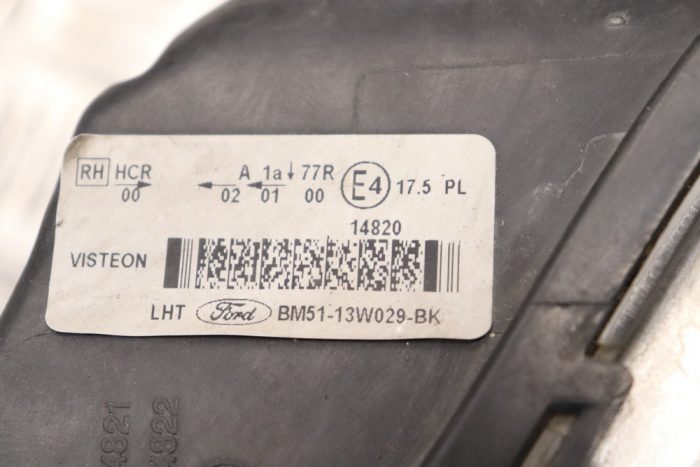 RH HCR A 1a ↓ 77R E4 17.5 PL
00 → ← 02 ← 01 00
14820
VISTEON
LHT Ford BM51-13W029-BK
4821
4822